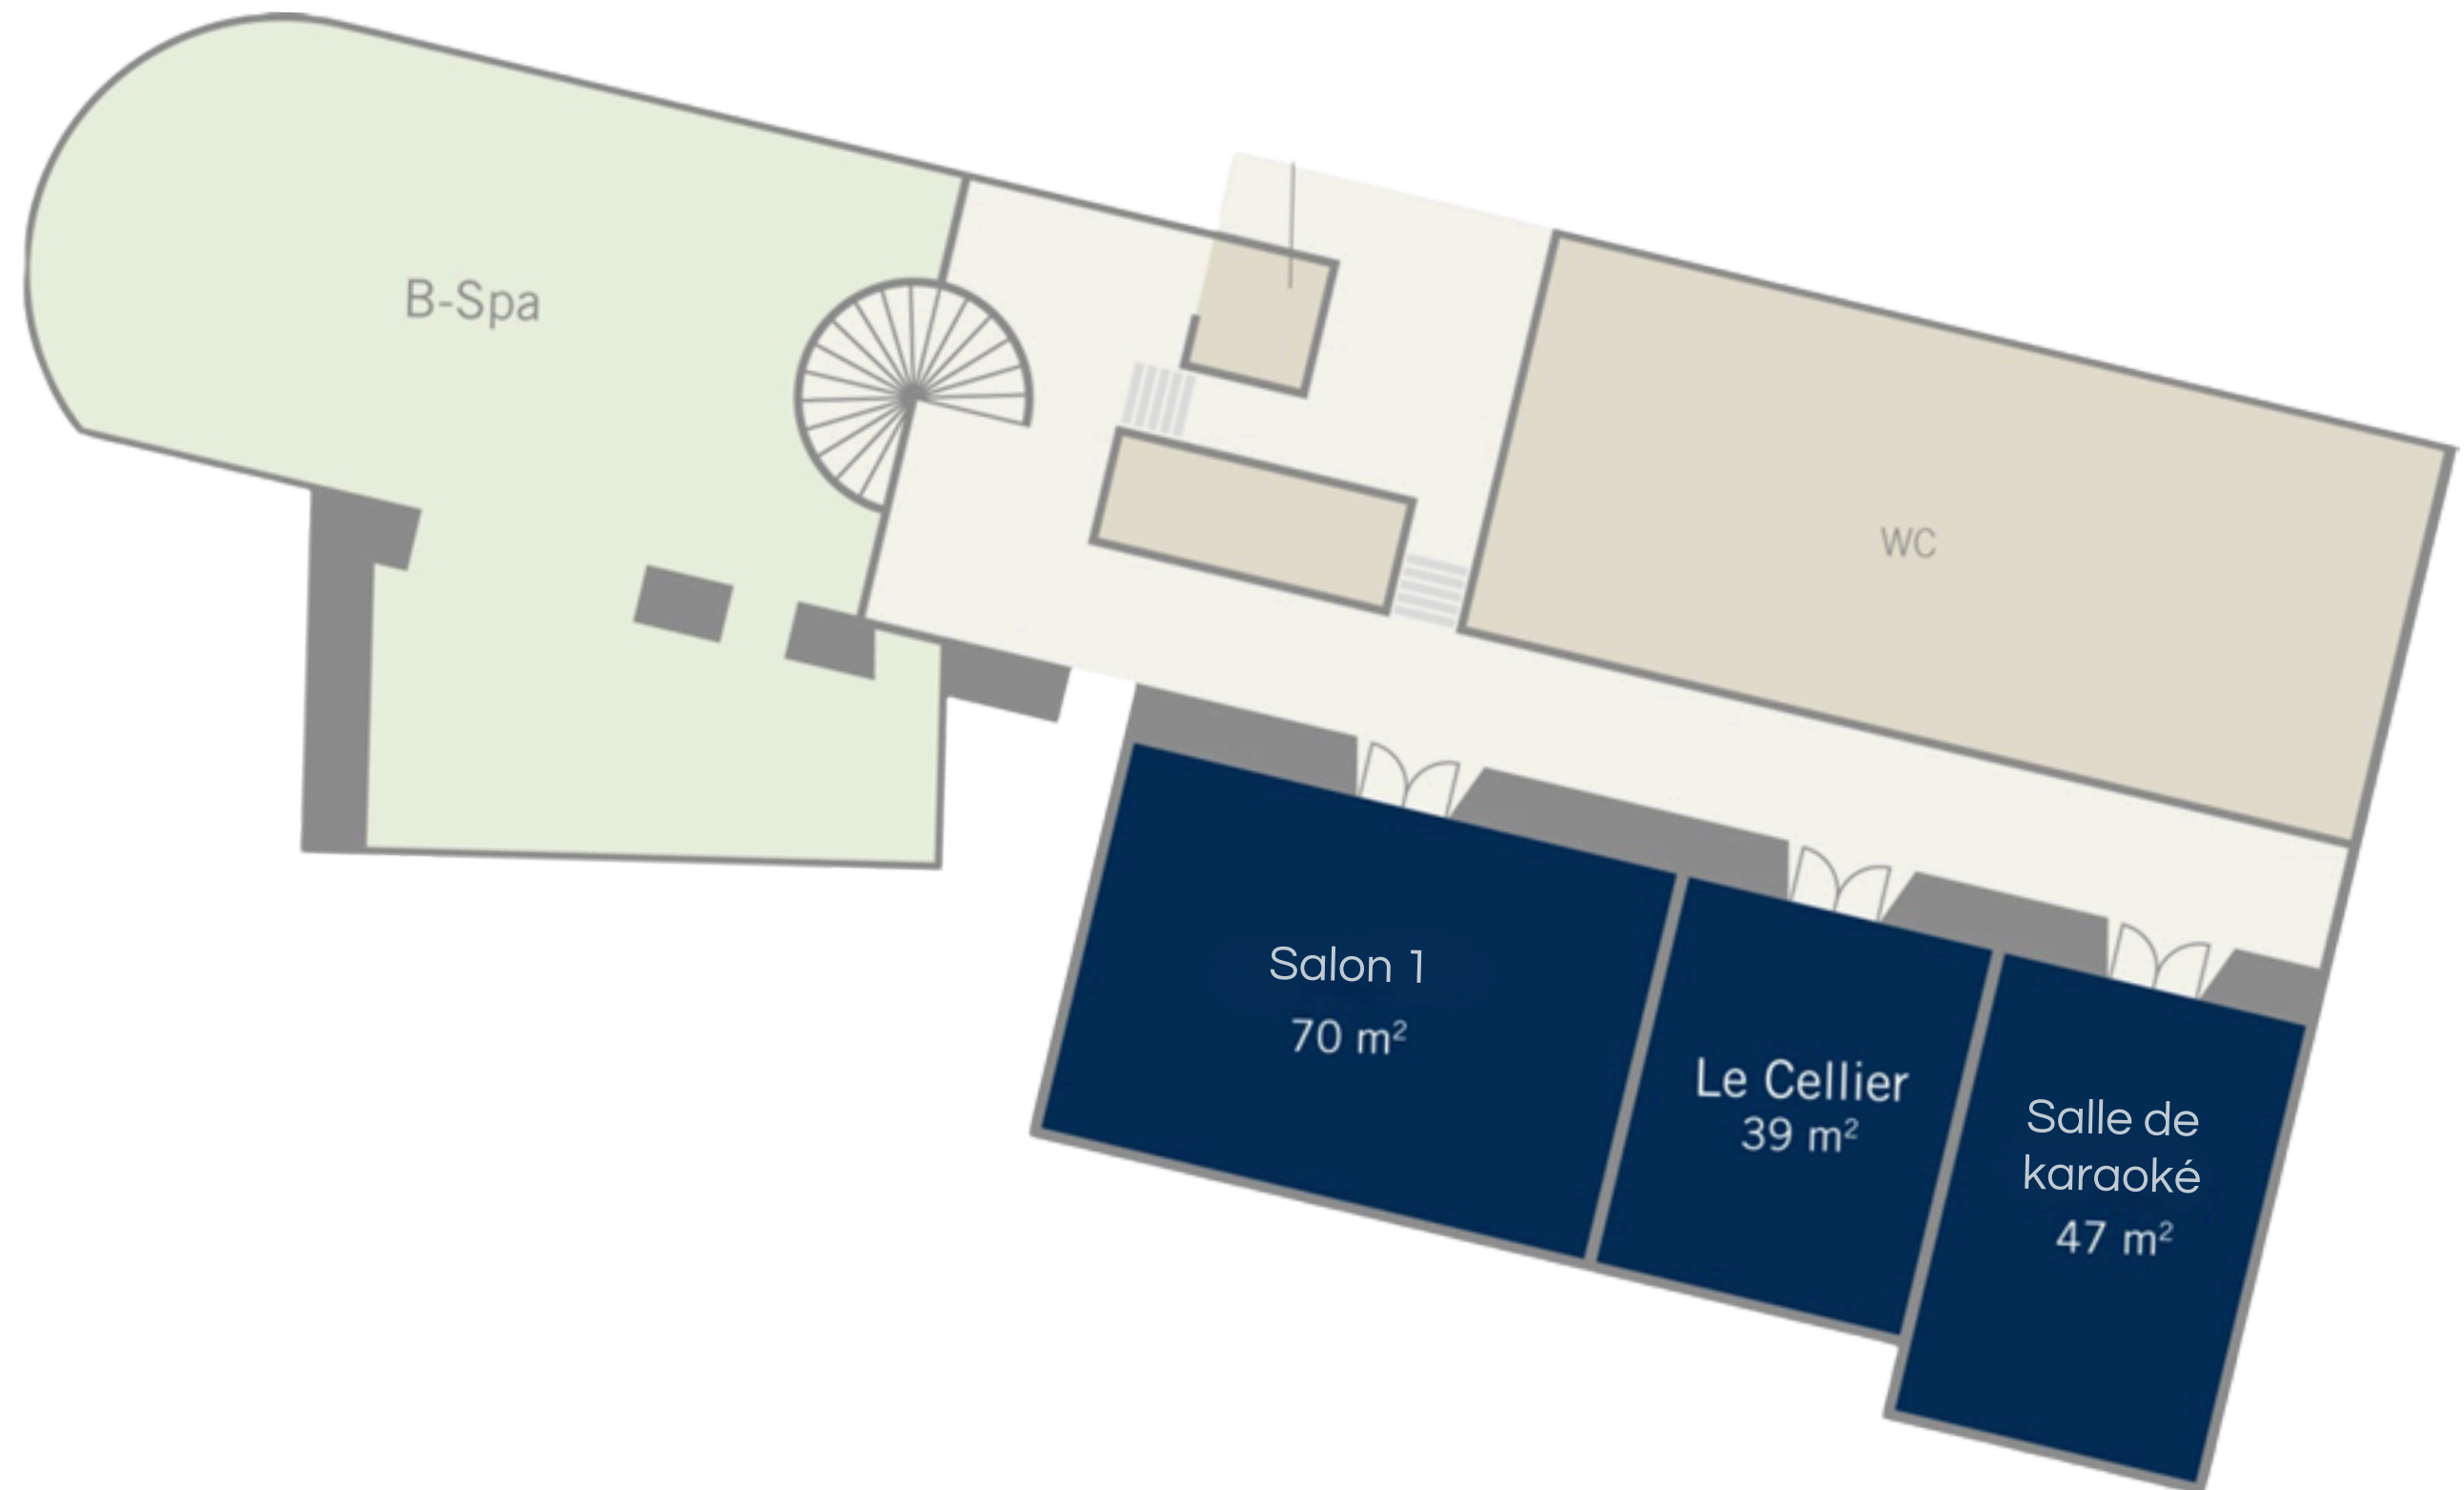 B-Spa
WC
Salon 1
70 m²
Le Cellier
39 m²
Salle de
karaoké
47 m²